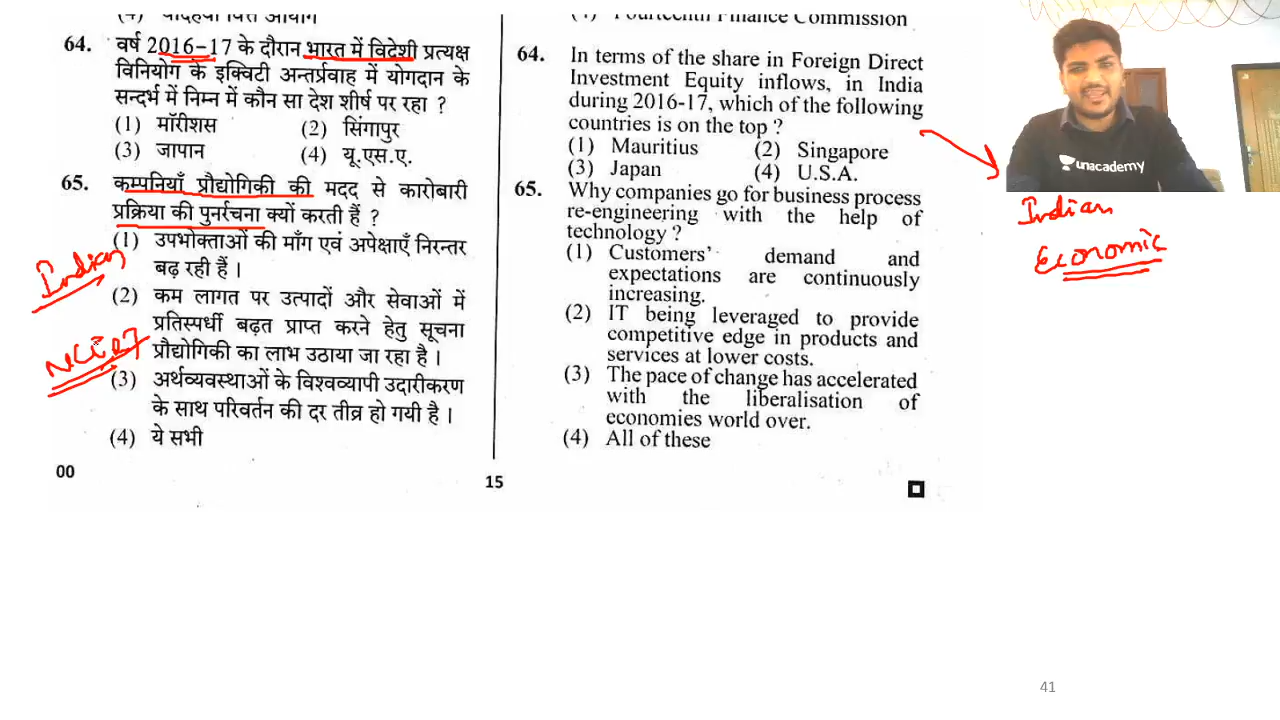 (4) पन्द्रहवाँ वित्त आयोग
64. वर्ष 2016-17 के दौरान भारत में विदेशी प्रत्यक्ष
विनियोग के इक्विटी अन्तर्प्रवाह में योगदान के
सन्दर्भ में निम्न में कौन सा देश शीर्ष पर रहा ?
(1) मॉरीशस (2) सिंगापुर
(3) जापान (4) यू.एस.ए.
65. कम्पनियाँ प्रौद्योगिकी की मदद से कारोबारी
प्रक्रिया की पुनर्रचना क्यों करती हैं ?
(1) उपभोक्ताओं की माँग एवं अपेक्षाएँ निरन्तर
बढ़ रही हैं ।
(2) कम लागत पर उत्पादों और सेवाओं में
प्रतिस्पर्धी बढ़त प्राप्त करने हेतु सूचना
प्रौद्योगिकी का लाभ उठाया जा रहा है ।
(3) अर्थव्यवस्थाओं के विश्वव्यापी उदारीकरण
के साथ परिवर्तन की दर तीव्र हो गयी है ।
(4) ये सभी
Indian
NCERT
00
15
(4) Fourteenth Finance Commission
64. In terms of the share in Foreign Direct
Investment Equity inflows, in India
during 2016-17, which of the following
countries is on the top ?
(1) Mauritius (2) Singapore
(3) Japan (4) U.S.A.
65. Why companies go for business process
re-engineering with the help of
technology ?
(1) Customers' demand and
expectations are continuously
increasing.
(2) IT being leveraged to provide
competitive edge in products and
services at lower costs.
(3) The pace of change has accelerated
with the liberalisation of
economies world over.
(4) All of these
unacademy
Indian
Economic
41